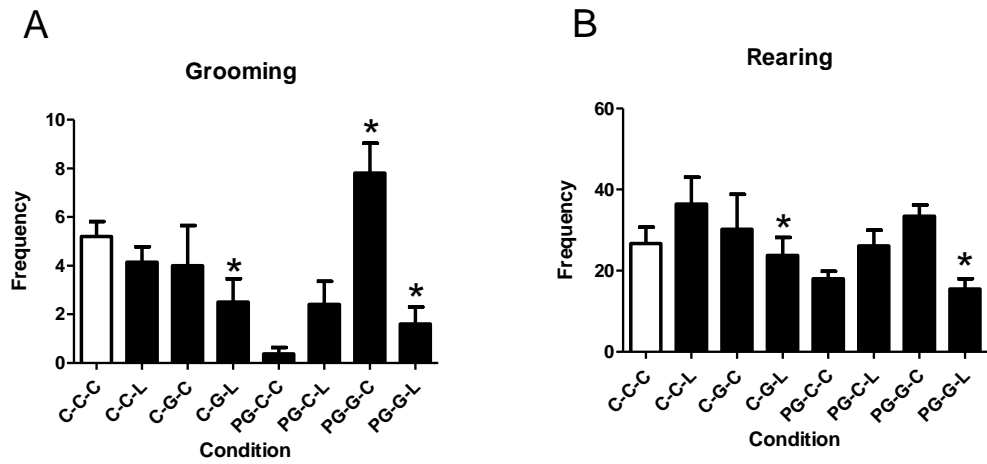 A
Grooming
Frequency
10
8
6
4
2
0
*
*
*
C-C-C
C-C-L
C-G-C
C-G-L
PG-C-C
PG-C-L
PG-G-C
PG-G-L
Condition
B
Rearing
Frequency
60
40
20
0
*
*
C-C-C
C-C-L
C-G-C
C-G-L
PG-C-C
PG-C-L
PG-G-C
PG-G-L
Condition